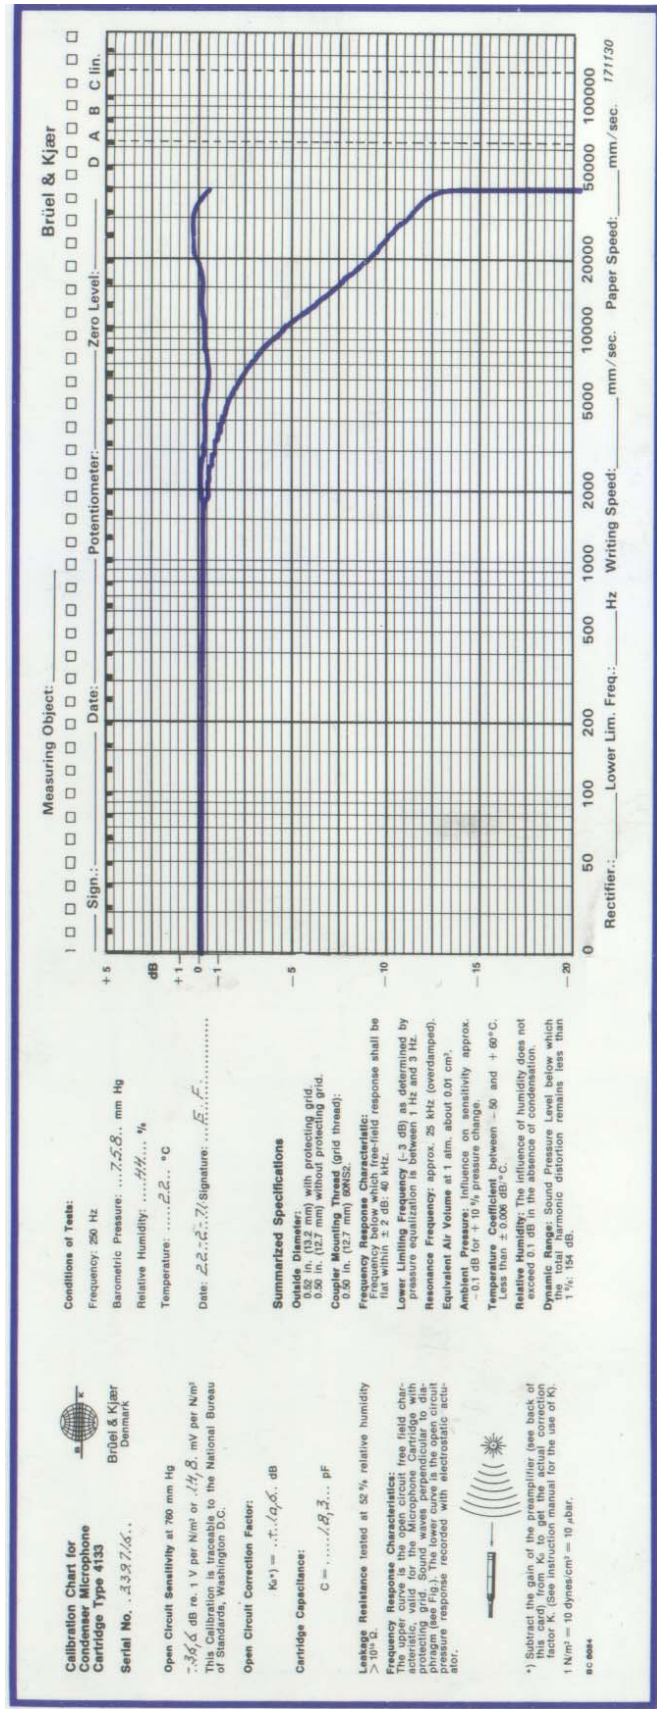 Calibration Chart for
Condenser Microphone
Cartridge Type 4133
B K
Brüel & Kjær
Denmark
Serial No. . 339716..
Open Circuit Sensitivity at 760 mm Hg
-36,6 dB re. 1 V per N/m² or 14,8. mV per N/m²
This Calibration is traceable to the National Bureau
of Standards, Washington D.C.
Open Circuit Correction Factor:
K₀*) = ..+10,6.. dB
Cartridge Capacitance:
C = ......18,3... pF
Leakage Resistance tested at 52 % relative humidity
Frequency Response Characteristics:
The upper curve is the open circuit free field char-
acteristic, valid for the Microphone Cartridge with
protecting grid. Sound waves perpendicular to dia-
phragm (see Fig.). The lower curve is the open circuit
pressure response recorded with electrostatic actu-
ator.
*) Subtract the gain of the preamplifier (see back of
this card) from K₀ to get the actual correction
factor K. (See instruction manual for the use of K).
1 N/m² = 10 dynes/cm² = 10 μbar.
BC 0084
Conditions of Tests:
Frequency: 250 Hz
Barometric Pressure: ....758.. mm Hg
Relative Humidity: .....44... %
Temperature: ......22... °C
Date: 22.-2-71 Signature: ....E.F...............
Summarized Specifications
Outside Diameter:
0.52 in. (13.2 mm) with protecting grid.
0.50 in. (12.7 mm) without protecting grid.
Coupler Mounting Thread (grid thread):
0.50 in. (12.7 mm) 60NS2.
Frequency Response Characteristic:
Frequency below which free-field response shall be
flat within ± 2 dB: 40 kHz.
Lower Limiting Frequency (- 3 dB) as determined by
pressure equalization is between 1 Hz and 3 Hz.
Resonance Frequency: approx. 25 kHz (overdamped).
Equivalent Air Volume at 1 atm. about 0.01 cm³.
Ambient Pressure: Influence on sensitivity approx.
- 0.1 dB for + 10 % pressure change.
Temperature Coefficient between - 50 and + 60°C.
Less than ± 0.006 dB/°C.
Relative Humidity: The influence of humidity does not
exceed 0.1 dB in the absence of condensation.
Dynamic Range: Sound Pressure Level below which
the total harmonic distortion remains less than
1 %: 154 dB.
Measuring Object:
Brüel & Kjær
1
Sign.: Date: Potentiometer: Zero Level: D A B C lin.
+ 5
dB
+ 1
0
- 1
- 5
- 10
- 15
- 20
0 50 100 200 500 1000 2000 5000 10000 20000 50000 100000
Rectifier.: Lower Lim. Freq.: Hz Writing Speed: mm/sec. Paper Speed: mm/sec. 171130